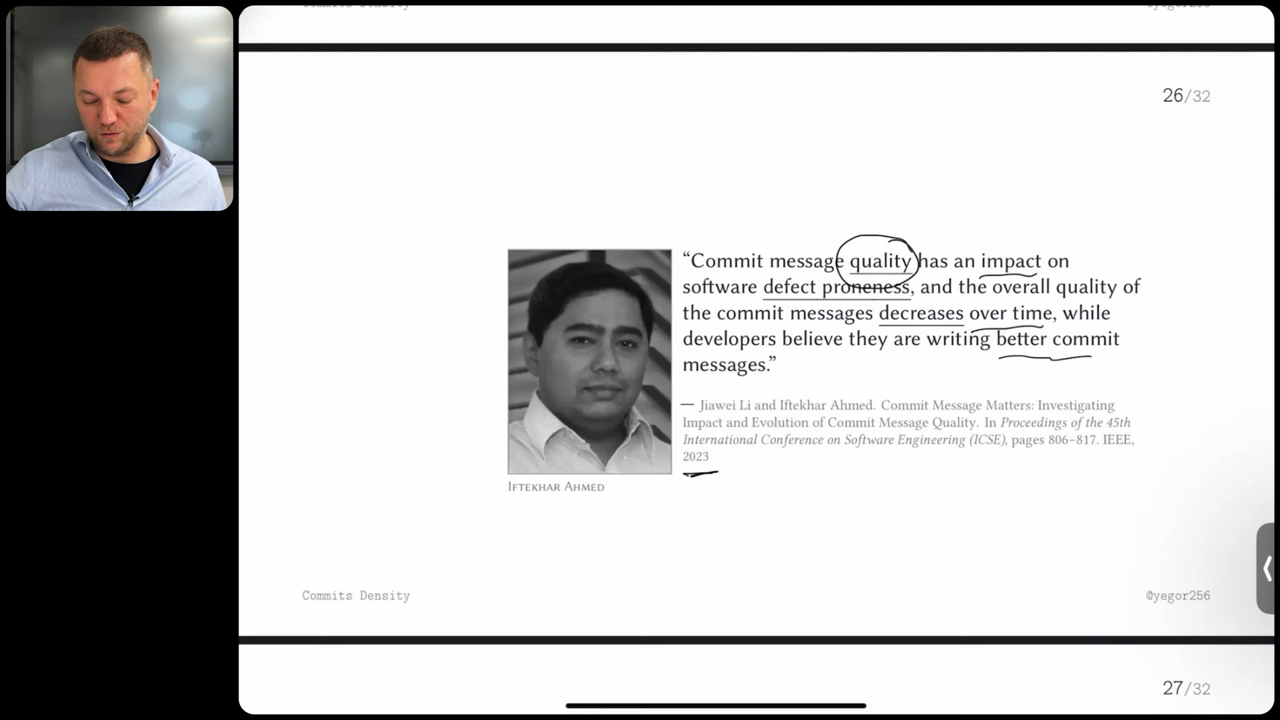 26/32
“Commit message quality has an impact on
software defect proneness, and the overall quality of
the commit messages decreases over time, while
developers believe they are writing better commit
messages.”
— Jiawei Li and Iftekhar Ahmed. Commit Message Matters: Investigating
Impact and Evolution of Commit Message Quality. In Proceedings of the 45th
International Conference on Software Engineering (ICSE), pages 806–817. IEEE,
2023
Iftekhar Ahmed
Commits Density
@yegor256
27/32